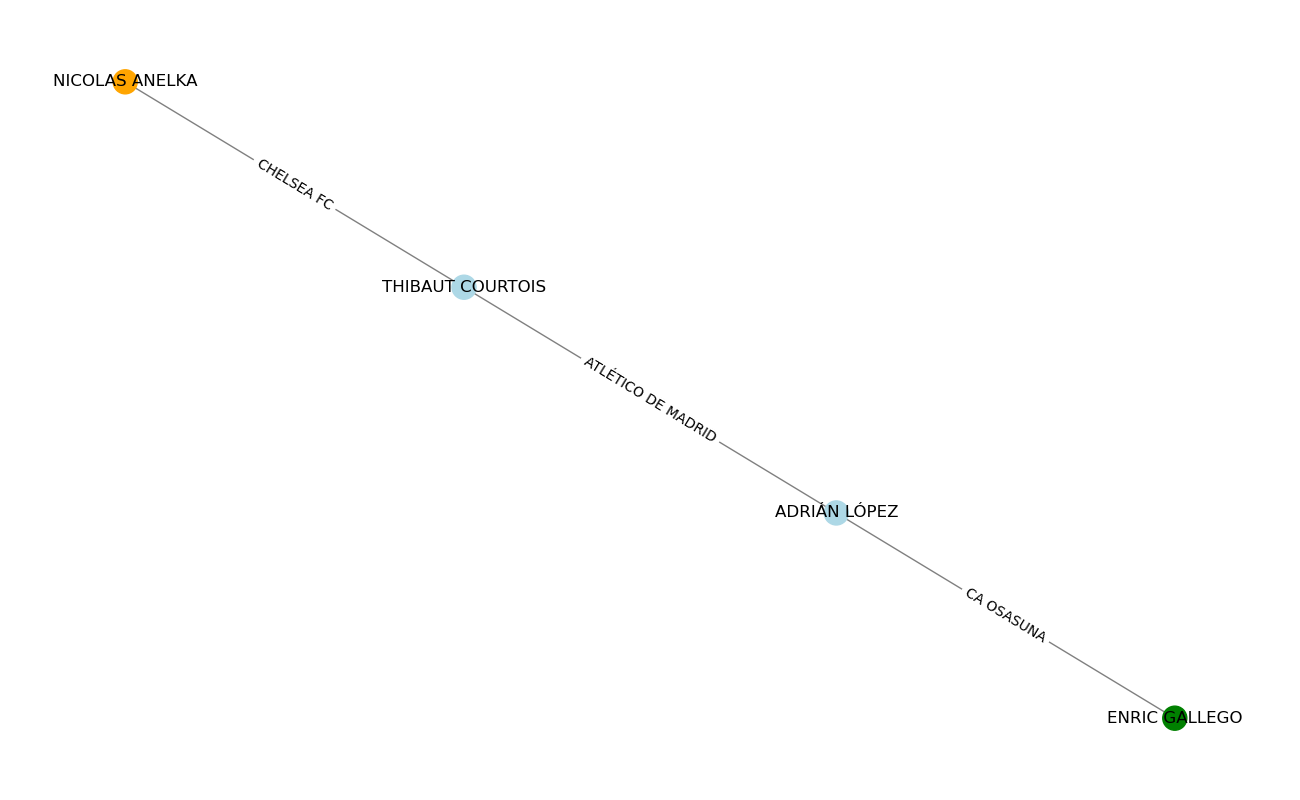 NICOLAS ANELKA
CHELSEA FC
THIBAUT COURTOIS
ATLÉTICO DE MADRID
ADRIÁN LÓPEZ
CA OSASUNA
ENRIC GALLEGO